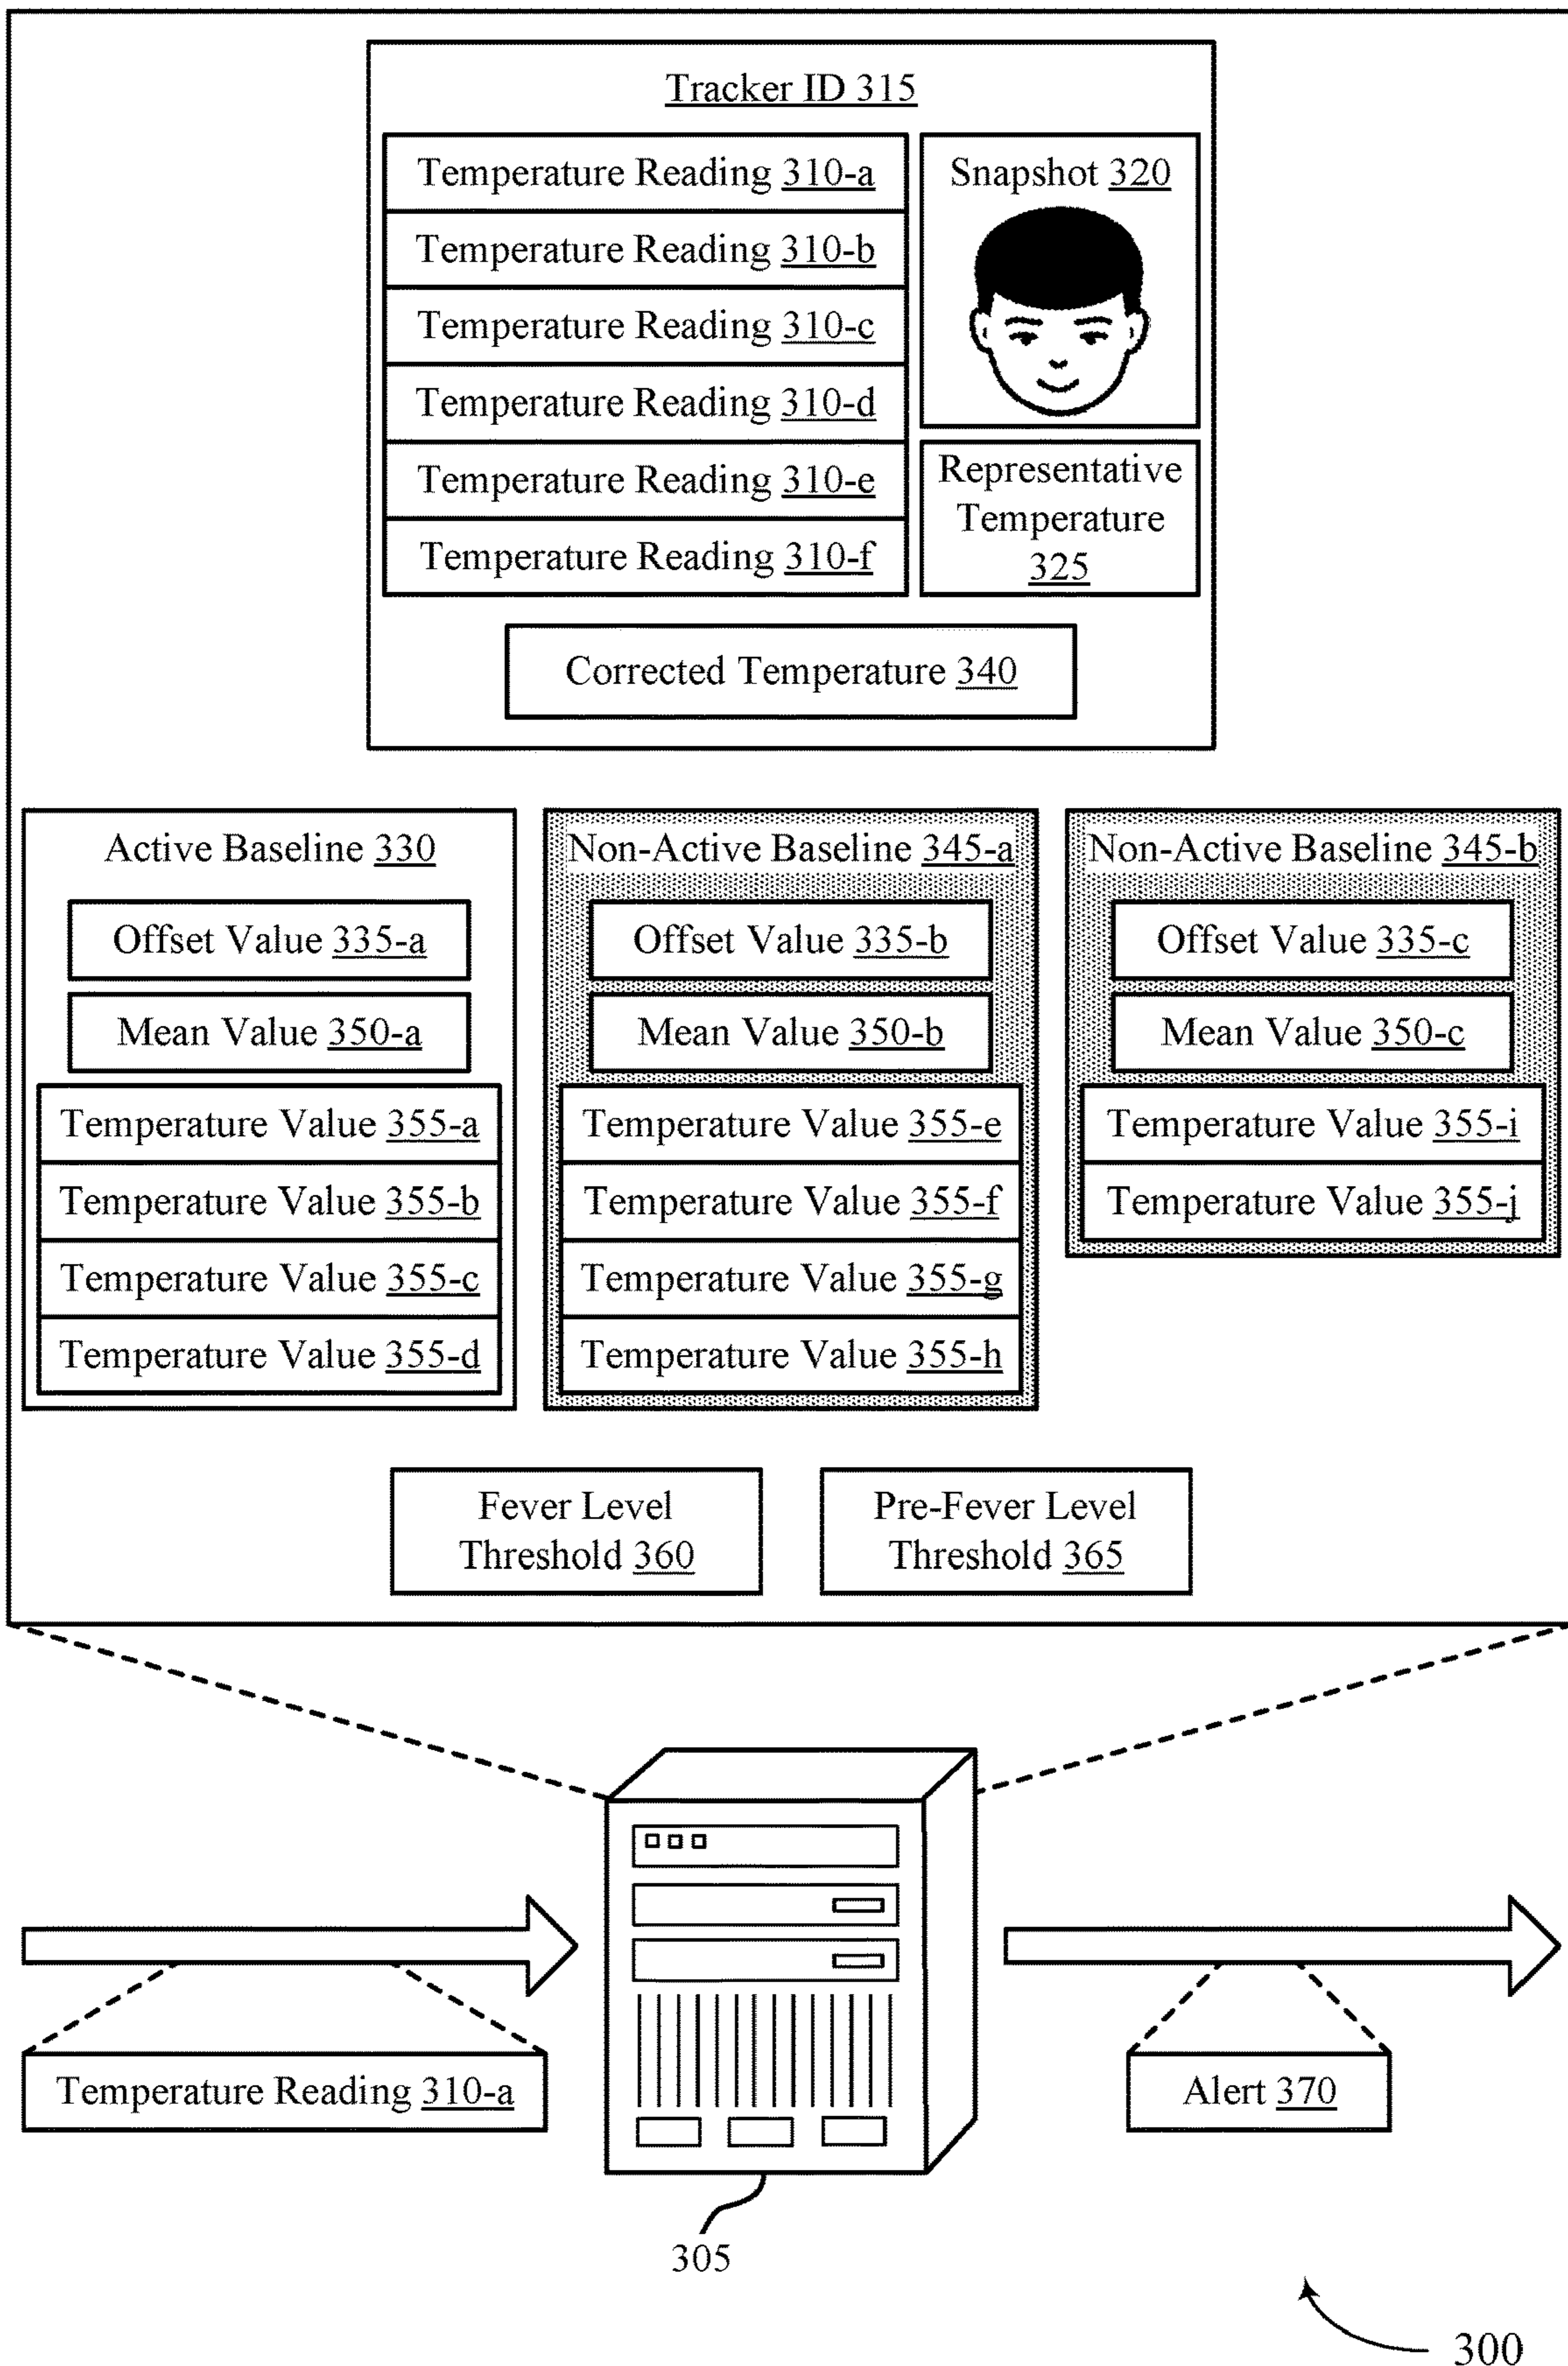 Tracker ID 315
Temperature Reading 310-a
Temperature Reading 310-b
Temperature Reading 310-c
Temperature Reading 310-d
Temperature Reading 310-e
Temperature Reading 310-f
Snapshot 320
Representative
Temperature
325
Corrected Temperature 340
Active Baseline 330
Offset Value 335-a
Mean Value 350-a
Temperature Value 355-a
Temperature Value 355-b
Temperature Value 355-c
Temperature Value 355-d
Non-Active Baseline 345-a
Offset Value 335-b
Mean Value 350-b
Temperature Value 355-e
Temperature Value 355-f
Temperature Value 355-g
Temperature Value 355-h
Non-Active Baseline 345-b
Offset Value 335-c
Mean Value 350-c
Temperature Value 355-i
Temperature Value 355-j
Fever Level
Threshold 360
Pre-Fever Level
Threshold 365
Temperature Reading 310-a
Alert 370
305
300